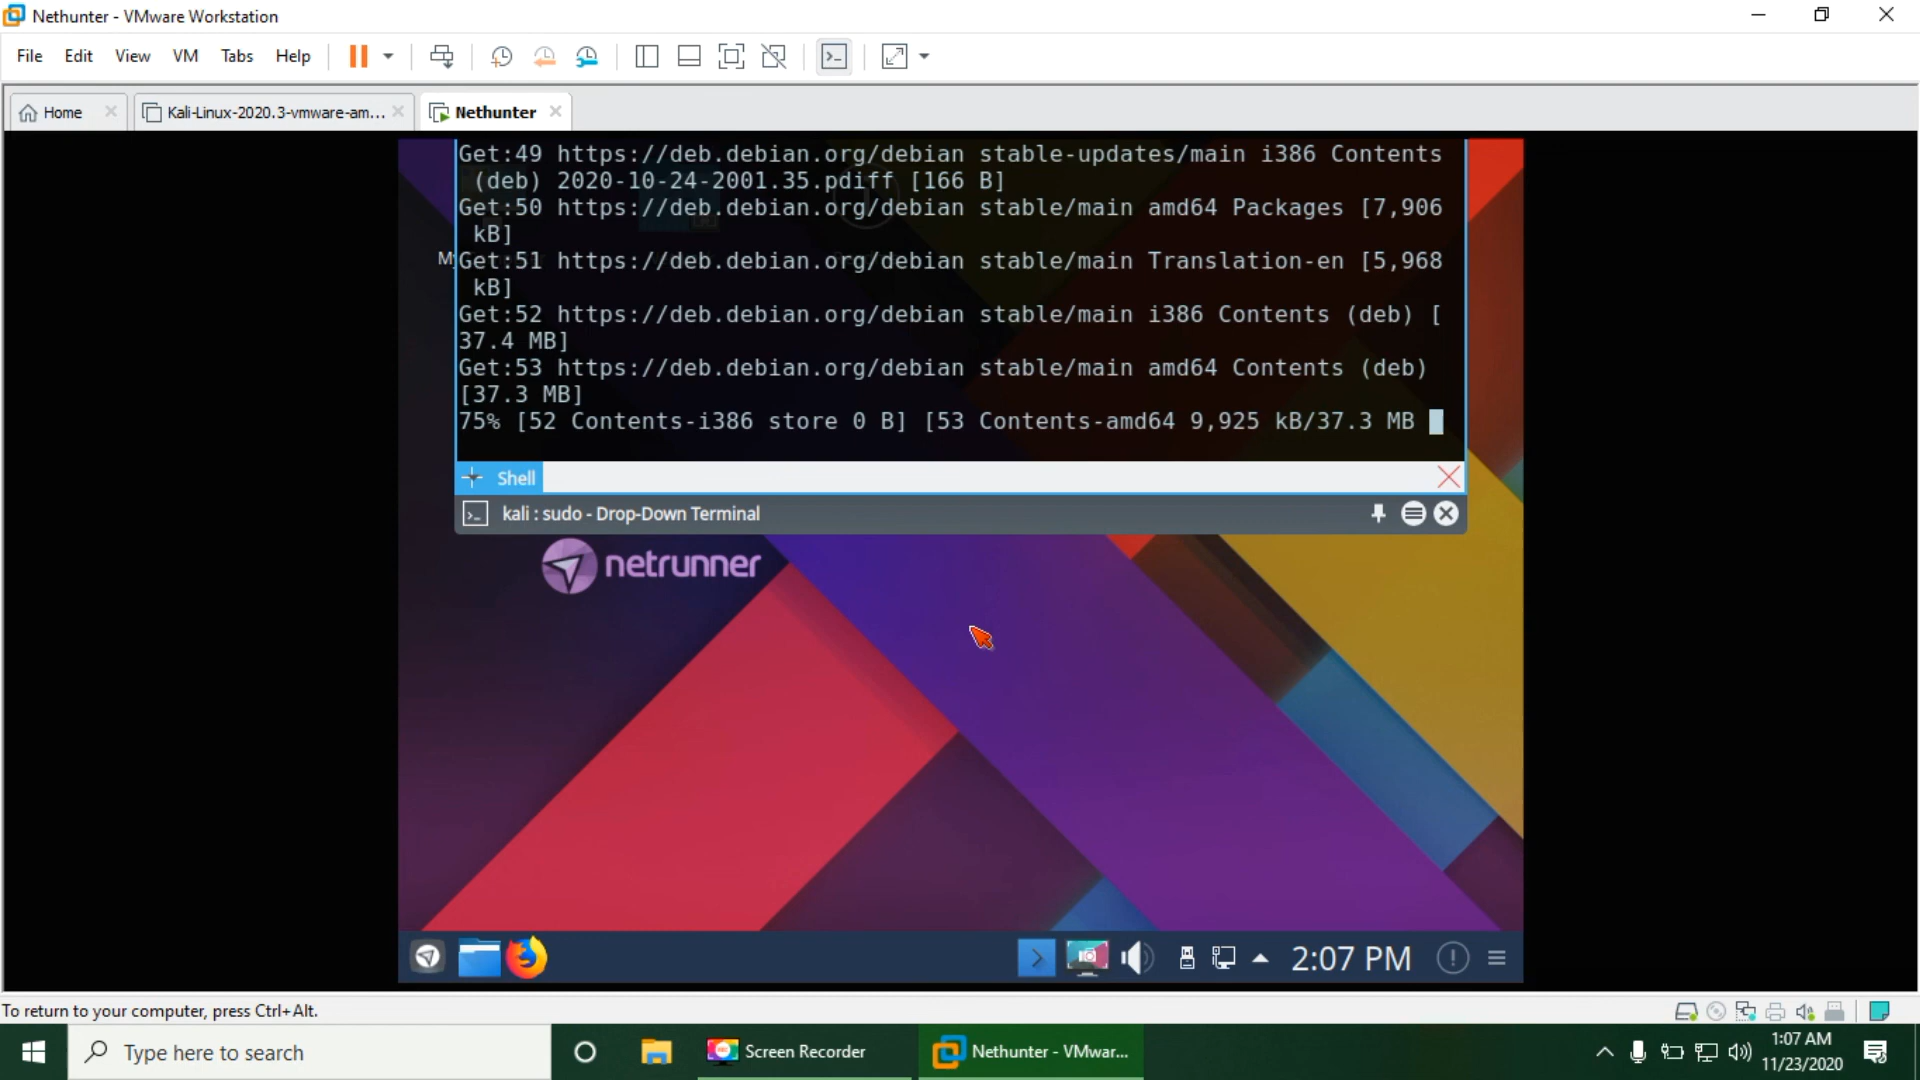 Nethunter - VMware Workstation
File Edit View VM Tabs Help
Home Kali-Linux-2020.3-vmware-am... Nethunter
Get:49 https://deb.debian.org/debian stable-updates/main i386 Contents
(deb) 2020-10-24-2001.35.pdiff [166 B]
Get:50 https://deb.debian.org/debian stable/main amd64 Packages [7,906
kB]
Get:51 https://deb.debian.org/debian stable/main Translation-en [5,968
kB]
Get:52 https://deb.debian.org/debian stable/main i386 Contents (deb) [
37.4 MB]
Get:53 https://deb.debian.org/debian stable/main amd64 Contents (deb)
[37.3 MB]
75% [52 Contents-i386 store 0 B] [53 Contents-amd64 9,925 kB/37.3 MB
Shell
kali : sudo - Drop-Down Terminal
netrunner
2:07 PM
To return to your computer, press Ctrl+Alt.
Type here to search
Screen Recorder
Nethunter - VMwar...
1:07 AM
11/23/2020